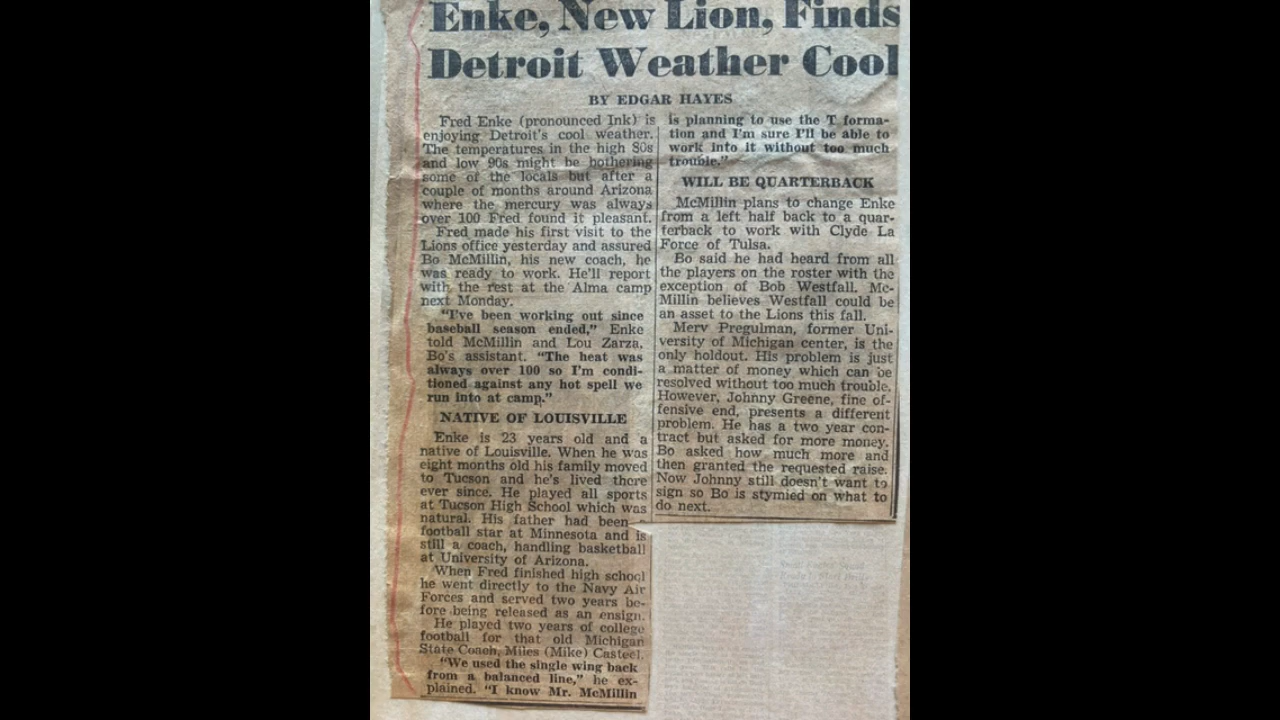 Enke, New Lion, Finds
Detroit Weather Cool
BY EDGAR HAYES
Fred Enke (pronounced Ink) is
enjoying Detroit's cool weather.
The temperatures in the high 80s
and low 90s might be bothering
some of the locals but after a
couple of months around Arizona
where the mercury was always
over 100 Fred found it pleasant.
Fred made his first visit to the
Lions office yesterday and assured
Bo McMillin, his new coach, he
was ready to work. He'll report
with the rest at the Alma camp
next Monday.
"I've been working out since
baseball season ended," Enke
told McMillin and Lou Zarza,
Bo's assistant. "The heat was
always over 100 so I'm condi-
tioned against any hot spell we
run into at camp."
NATIVE OF LOUISVILLE
Enke is 23 years old and a
native of Louisville. When he was
eight months old his family moved
to Tucson and he's lived there
ever since. He played all sports
at Tucson High School which was
natural. His father had been
football star at Minnesota and is
still a coach, handling basketball
at University of Arizona.
When Fred finished high school
he went directly to the Navy Air
Forces and served two years be-
fore being released as an ensign.
He played two years of college
football for that old Michigan
State Coach, Miles (Mike) Casteel.
"We used the single wing back
from a balanced line," he ex-
plained. "I know Mr. McMillin
is planning to use the T forma-
tion and I'm sure I'll be able to
work into it without too much
trouble."
WILL BE QUARTERBACK
McMillin plans to change Enke
from a left half back to a quar-
terback to work with Clyde La
Force of Tulsa.
Bo said he had heard from all
the players on the roster with the
exception of Bob Westfall. Mc-
Millin believes Westfall could be
an asset to the Lions this fall.
Merv Pregulman, former Uni-
versity of Michigan center, is the
only holdout. His problem is just
a matter of money which can be
resolved without too much trouble.
However, Johnny Greene, fine of-
fensive end, presents a different
problem. He has a two year con-
tract but asked for more money.
Bo asked how much more and
then granted the requested raise.
Now Johnny still doesn't want to
sign so Bo is stymied on what to
do next.